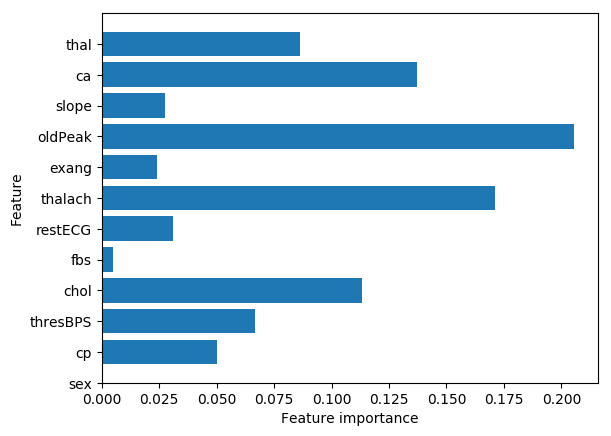 thal
ca
slope
oldPeak
exang
thalach
restECG
fbs
chol
thresBPS
cp
sex
Feature
0.000 0.025 0.050 0.075 0.100 0.125 0.150 0.175 0.200
Feature importance